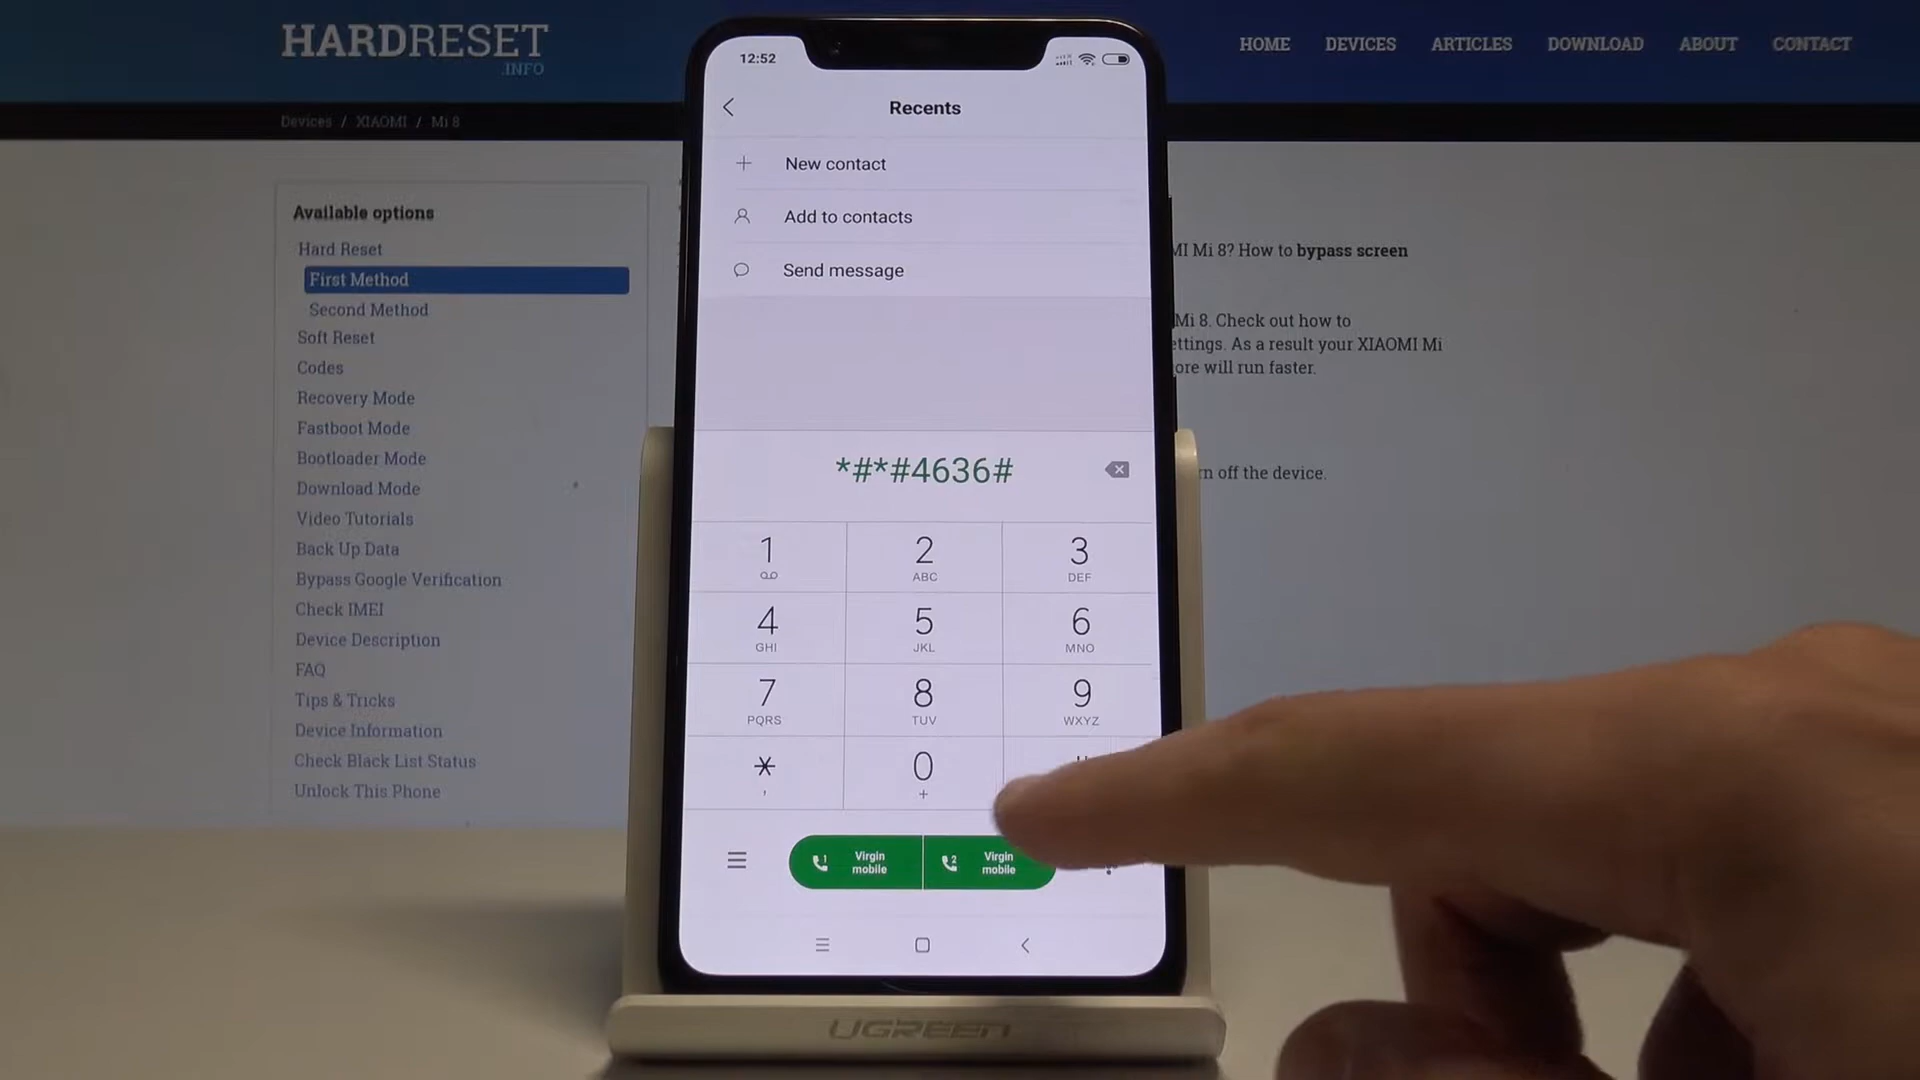 HARDRESET
.INFO
HOME DEVICES ARTICLES DOWNLOAD ABOUT CONTACT
Devices / XIAOMI / Mi 8
Available options
Hard Reset
First Method
Second Method
Soft Reset
Codes
Recovery Mode
Fastboot Mode
Bootloader Mode
Download Mode
Video Tutorials
Back Up Data
Bypass Google Verification
Check IMEI
Device Description
FAQ
Tips & Tricks
Device Information
Check Black List Status
Unlock This Phone
12:52
Recents
New contact
Add to contacts
Send message
*#*#4636#
1 2 3
ABC DEF
4 5 6
GHI JKL MNO
7 8 9
PQRS TUV WXYZ
* 0
, +
1 Virgin mobile 2 Virgin mobile
MI Mi 8? How to bypass screen
Mi 8. Check out how to
ettings. As a result your XIAOMI Mi
ore will run faster.
rn off the device.
UGREEN